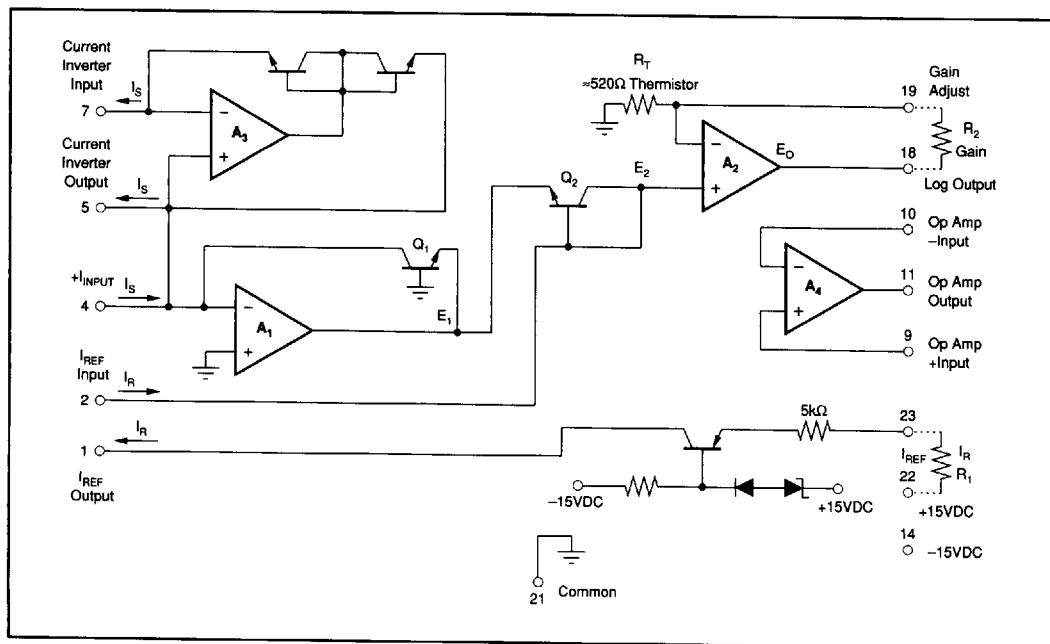 Current
Inverter
Input
I_S
7
−
A_3
+
Current
Inverter
Output
I_S
5
R_T
≈520Ω Thermistor
Gain
Adjust
19
R_2
Gain
−
A_2
+
E_O
18
Log Output
Q_2
E_2
Q_1
+I_INPUT
I_S
4
−
A_1
+
E_1
10
Op Amp
−Input
−
A_4
+
11
Op Amp
Output
9
Op Amp
+Input
I_REF
Input
I_R
2
I_R
1
I_REF
Output
5kΩ
23
I_REF
I_R
R_1
22
+15VDC
−15VDC
+15VDC
14
−15VDC
21
Common